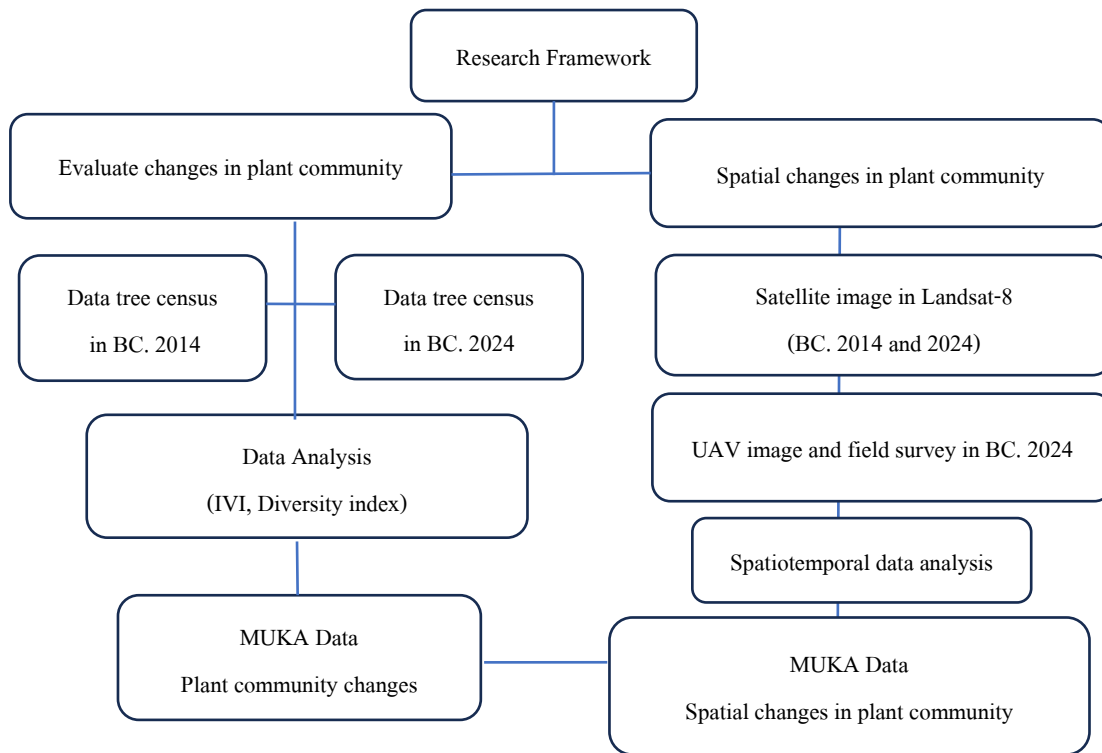 Research Framework
Evaluate changes in plant community
Spatial changes in plant community
Data tree census
in BC. 2014
Data tree census
in BC. 2024
Satellite image in Landsat-8
(BC. 2014 and 2024)
UAV image and field survey in BC. 2024
Data Analysis
(IVI, Diversity index)
Spatiotemporal data analysis
MUKA Data
Plant community changes
MUKA Data
Spatial changes in plant community